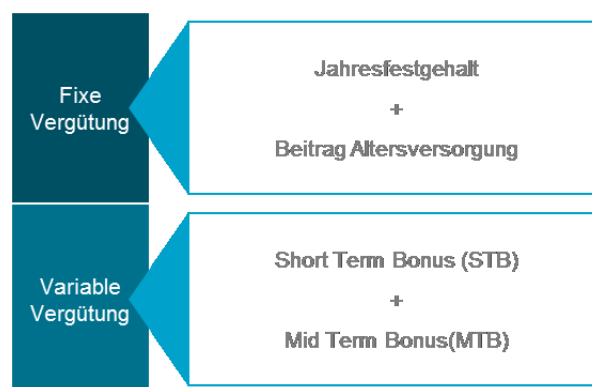 Fixe
Vergütung
Jahresfestgehalt
+
Beitrag Altersversorgung
Variable
Vergütung
Short Term Bonus (STB)
+
Mid Term Bonus(MTB)